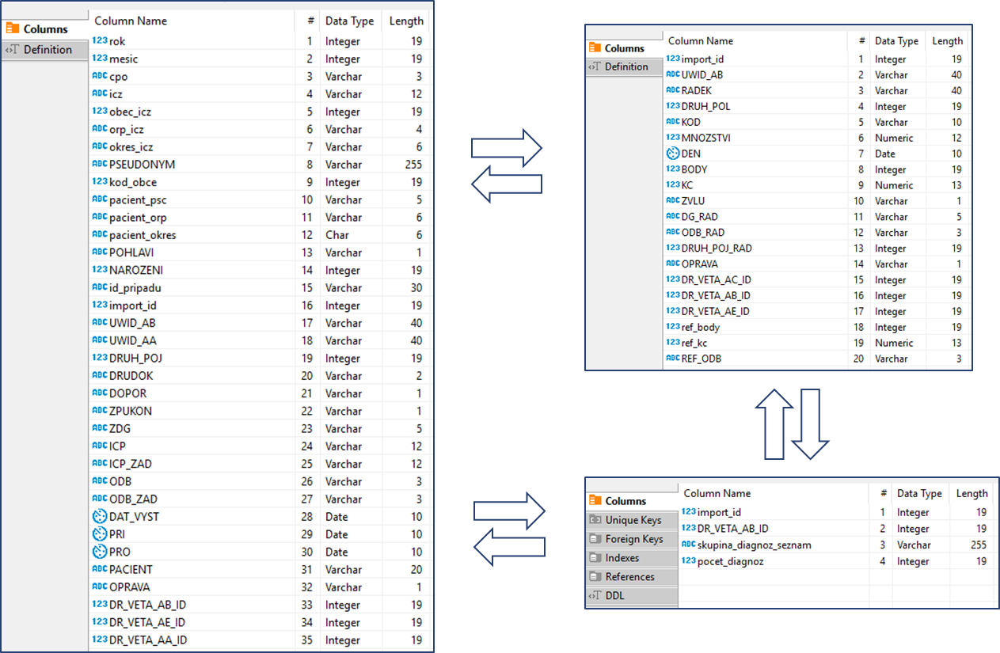 Columns
Definition
Column Name # Data Type Length
123 rok 1 Integer 19
123 mesic 2 Integer 19
ABC cpo 3 Varchar 3
ABC icz 4 Varchar 12
123 obec_icz 5 Integer 19
ABC orp_icz 6 Varchar 4
ABC okres_icz 7 Varchar 6
ABC PSEUDONYM 8 Varchar 255
123 kod_obce 9 Integer 19
ABC pacient_psc 10 Varchar 5
ABC pacient_orp 11 Varchar 6
ABC pacient_okres 12 Char 6
ABC POHLAVI 13 Varchar 1
123 NAROZENI 14 Integer 19
ABC id_pripadu 15 Varchar 30
123 import_id 16 Integer 19
ABC UWID_AB 17 Varchar 40
ABC UWID_AA 18 Varchar 40
123 DRUH_POJ 19 Integer 19
ABC DRUDOK 20 Varchar 2
ABC DOPOR 21 Varchar 1
ABC ZPUKON 22 Varchar 1
ABC ZDG 23 Varchar 5
ABC ICP 24 Varchar 12
ABC ICP_ZAD 25 Varchar 12
ABC ODB 26 Varchar 3
ABC ODB_ZAD 27 Varchar 3
DAT_VYST 28 Date 10
PRI 29 Date 10
PRO 30 Date 10
ABC PACIENT 31 Varchar 20
ABC OPRAVA 32 Varchar 1
123 DR_VETA_AB_ID 33 Integer 19
123 DR_VETA_AE_ID 34 Integer 19
123 DR_VETA_AA_ID 35 Integer 19
Columns
Definition
Column Name # Data Type Length
123 import_id 1 Integer 19
ABC UWID_AB 2 Varchar 40
ABC RADEK 3 Varchar 40
123 DRUH_POL 4 Integer 19
ABC KOD 5 Varchar 10
123 MNOZSTVI 6 Numeric 12
DEN 7 Date 10
123 BODY 8 Integer 19
123 KC 9 Numeric 13
ABC ZVLU 10 Varchar 1
ABC DG_RAD 11 Varchar 5
ABC ODB_RAD 12 Varchar 3
123 DRUH_POJ_RAD 13 Integer 19
ABC OPRAVA 14 Varchar 1
123 DR_VETA_AC_ID 15 Integer 19
123 DR_VETA_AB_ID 16 Integer 19
123 DR_VETA_AE_ID 17 Integer 19
123 ref_body 18 Integer 19
123 ref_kc 19 Numeric 13
ABC REF_ODB 20 Varchar 3
Columns
Unique Keys
Foreign Keys
Indexes
References
DDL
Column Name # Data Type Length
123 import_id 1 Integer 19
123 DR_VETA_AB_ID 2 Integer 19
ABC skupina_diagnoz_seznam 3 Varchar 255
123 pocet_diagnoz 4 Integer 19